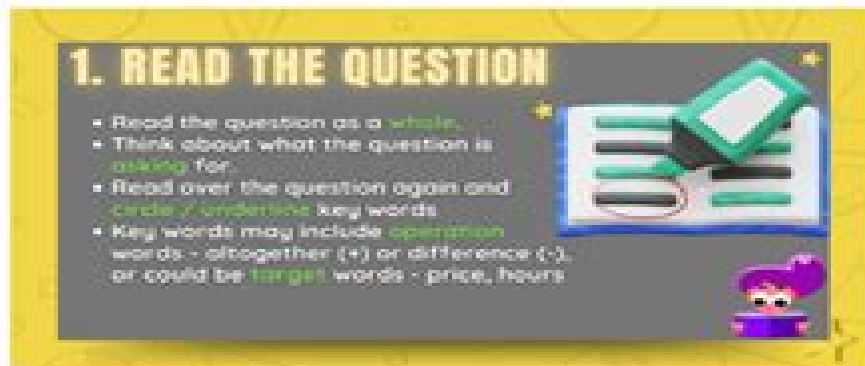 1. READ THE QUESTION
• Read the question as a whole.
• Think about what the question is
asking for
• Read over the question again and
circle / underline key words
• Key words may include operation
words - altogether (+) or difference (-),
or could be target words - price, hours